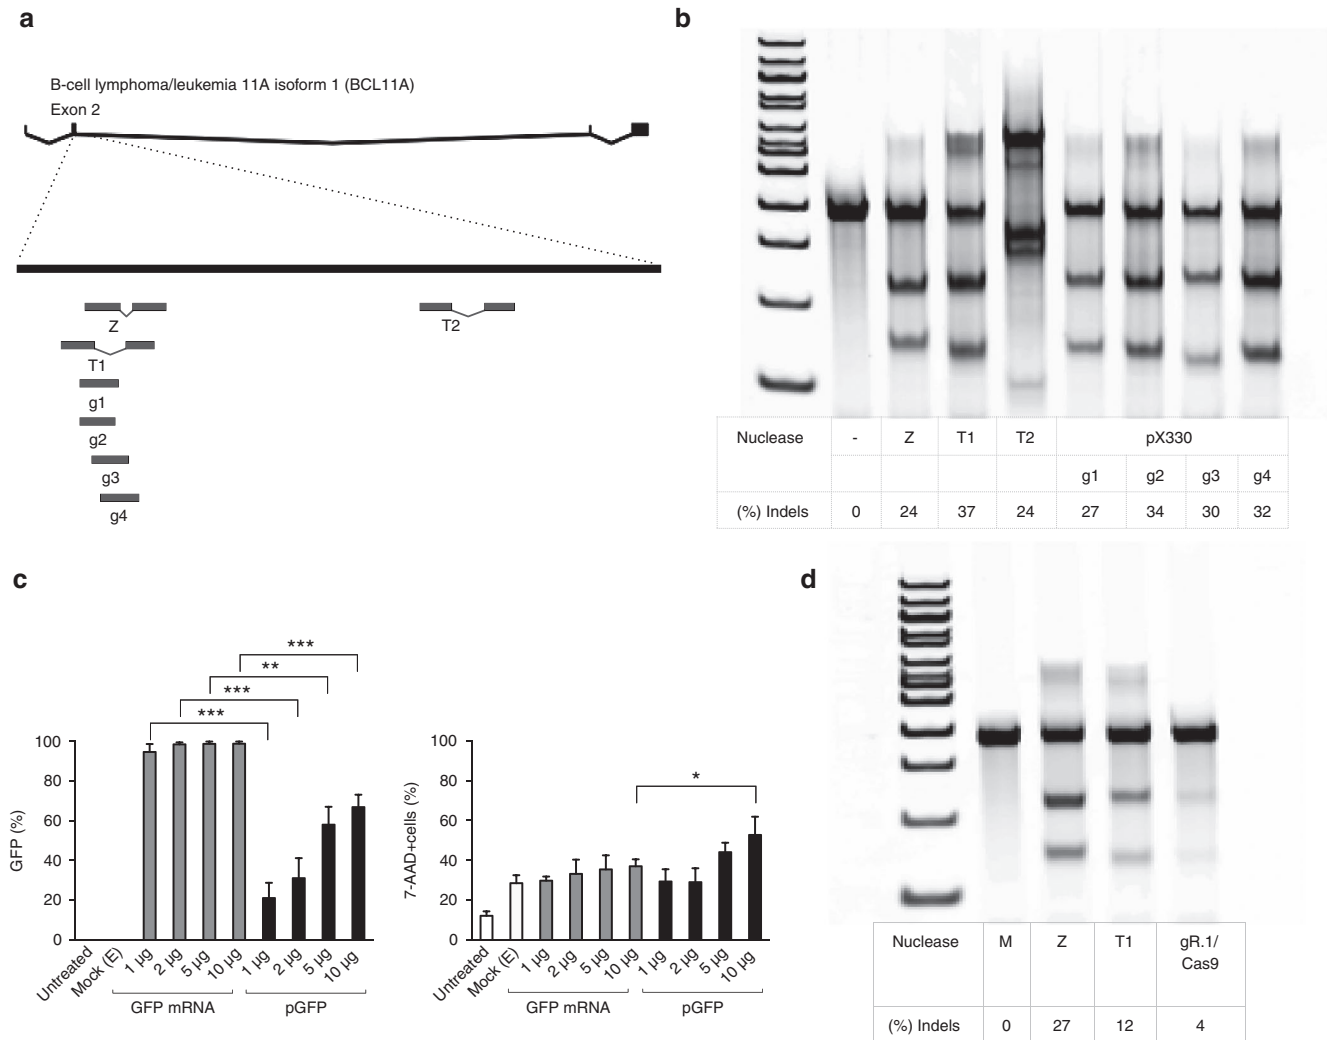 a
B-cell lymphoma/leukemia 11A isoform 1 (BCL11A)
Exon 2
Z
T2
T1
g1
g2
g3
g4
b
Nuclease - Z T1 T2 pX330
g1 g2 g3 g4
(%) Indels 0 24 37 24 27 34 30 32
c
***
**
***
***
GFP (%)
100
80
60
40
20
0
Untreated Mock (E) 1 µg 2 µg 5 µg 10 µg 1 µg 2 µg 5 µg 10 µg
GFP mRNA pGFP
*
7-AAD+cells (%)
100
80
60
40
20
0
Untreated Mock (E) 1 µg 2 µg 5 µg 10 µg 1 µg 2 µg 5 µg 10 µg
GFP mRNA pGFP
d
Nuclease M Z T1 gR.1/
Cas9
(%) Indels 0 27 12 4